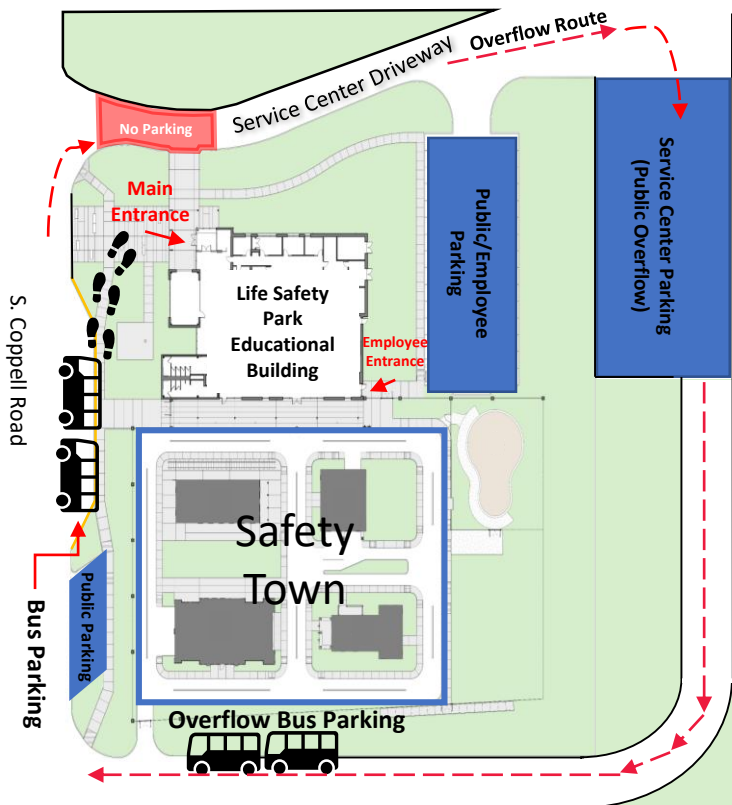 Overflow Route
Service Center Driveway
No Parking
Main
Entrance
Service Center Parking
(Public Overflow)
Public/Employee
Parking
Life Safety
Park
Educational
Building
Employee
Entrance
S. Coppell Road
Safety
Town
Public Parking
Bus Parking
Overflow Bus Parking